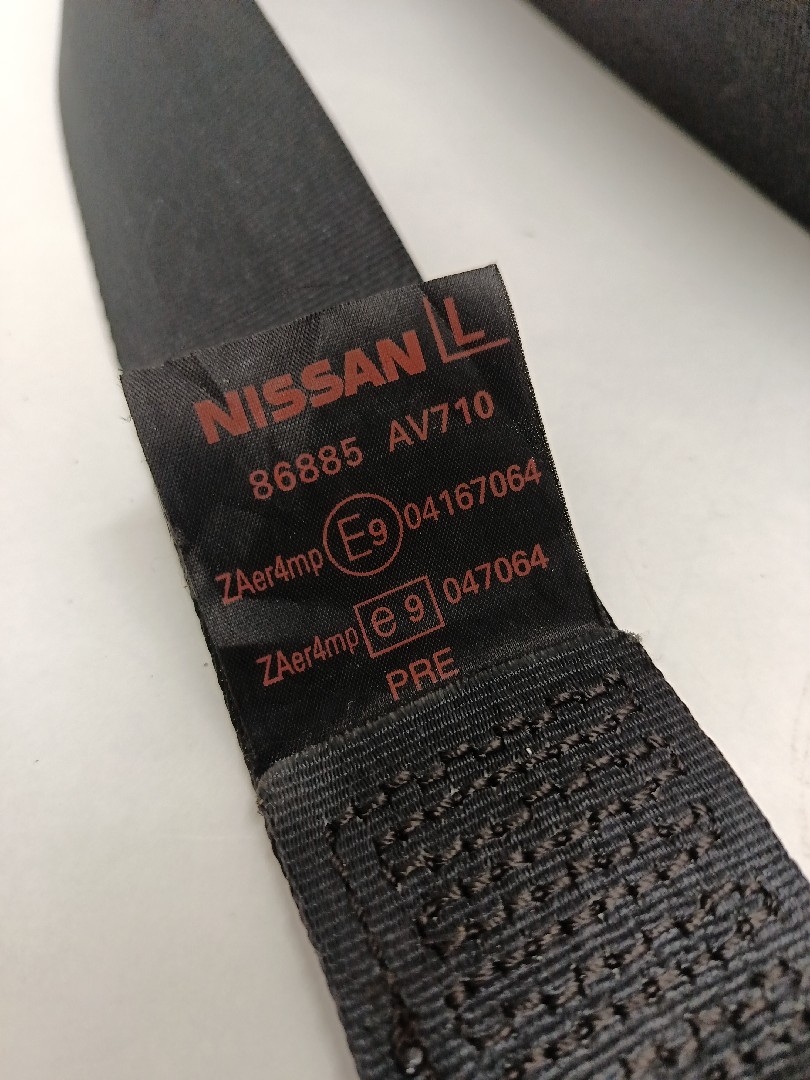 NISSAN L
86885 AV710
ZAer4mp E9 04167064
ZAer4mp e9 047064
PRE